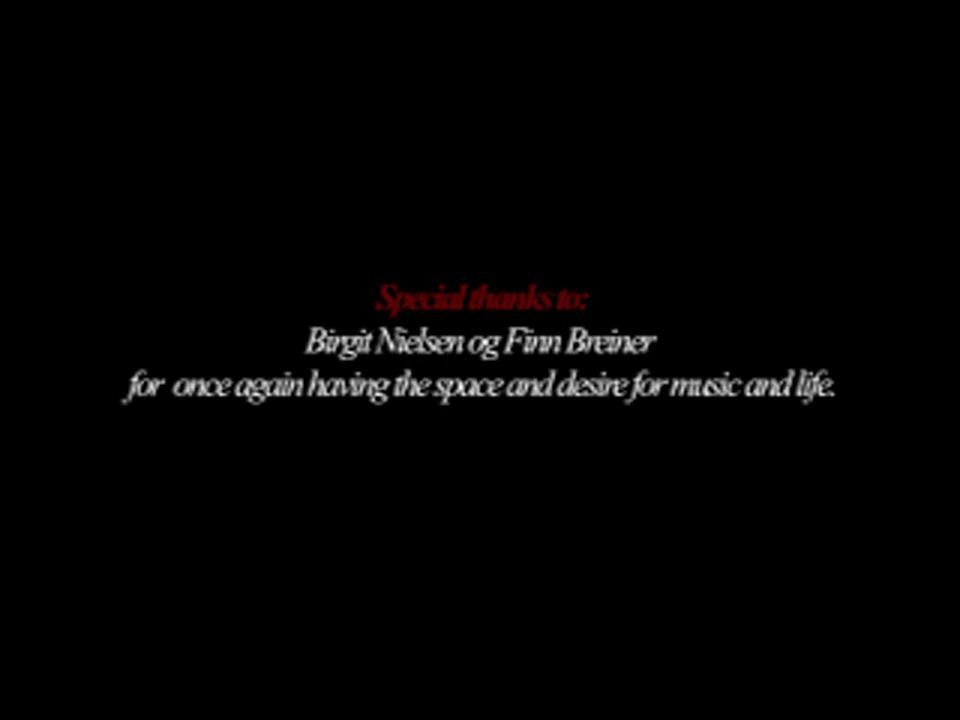 Special thanks to:
Birgit Nielsen og Finn Breiner
for once again having the space and desire for music and life.